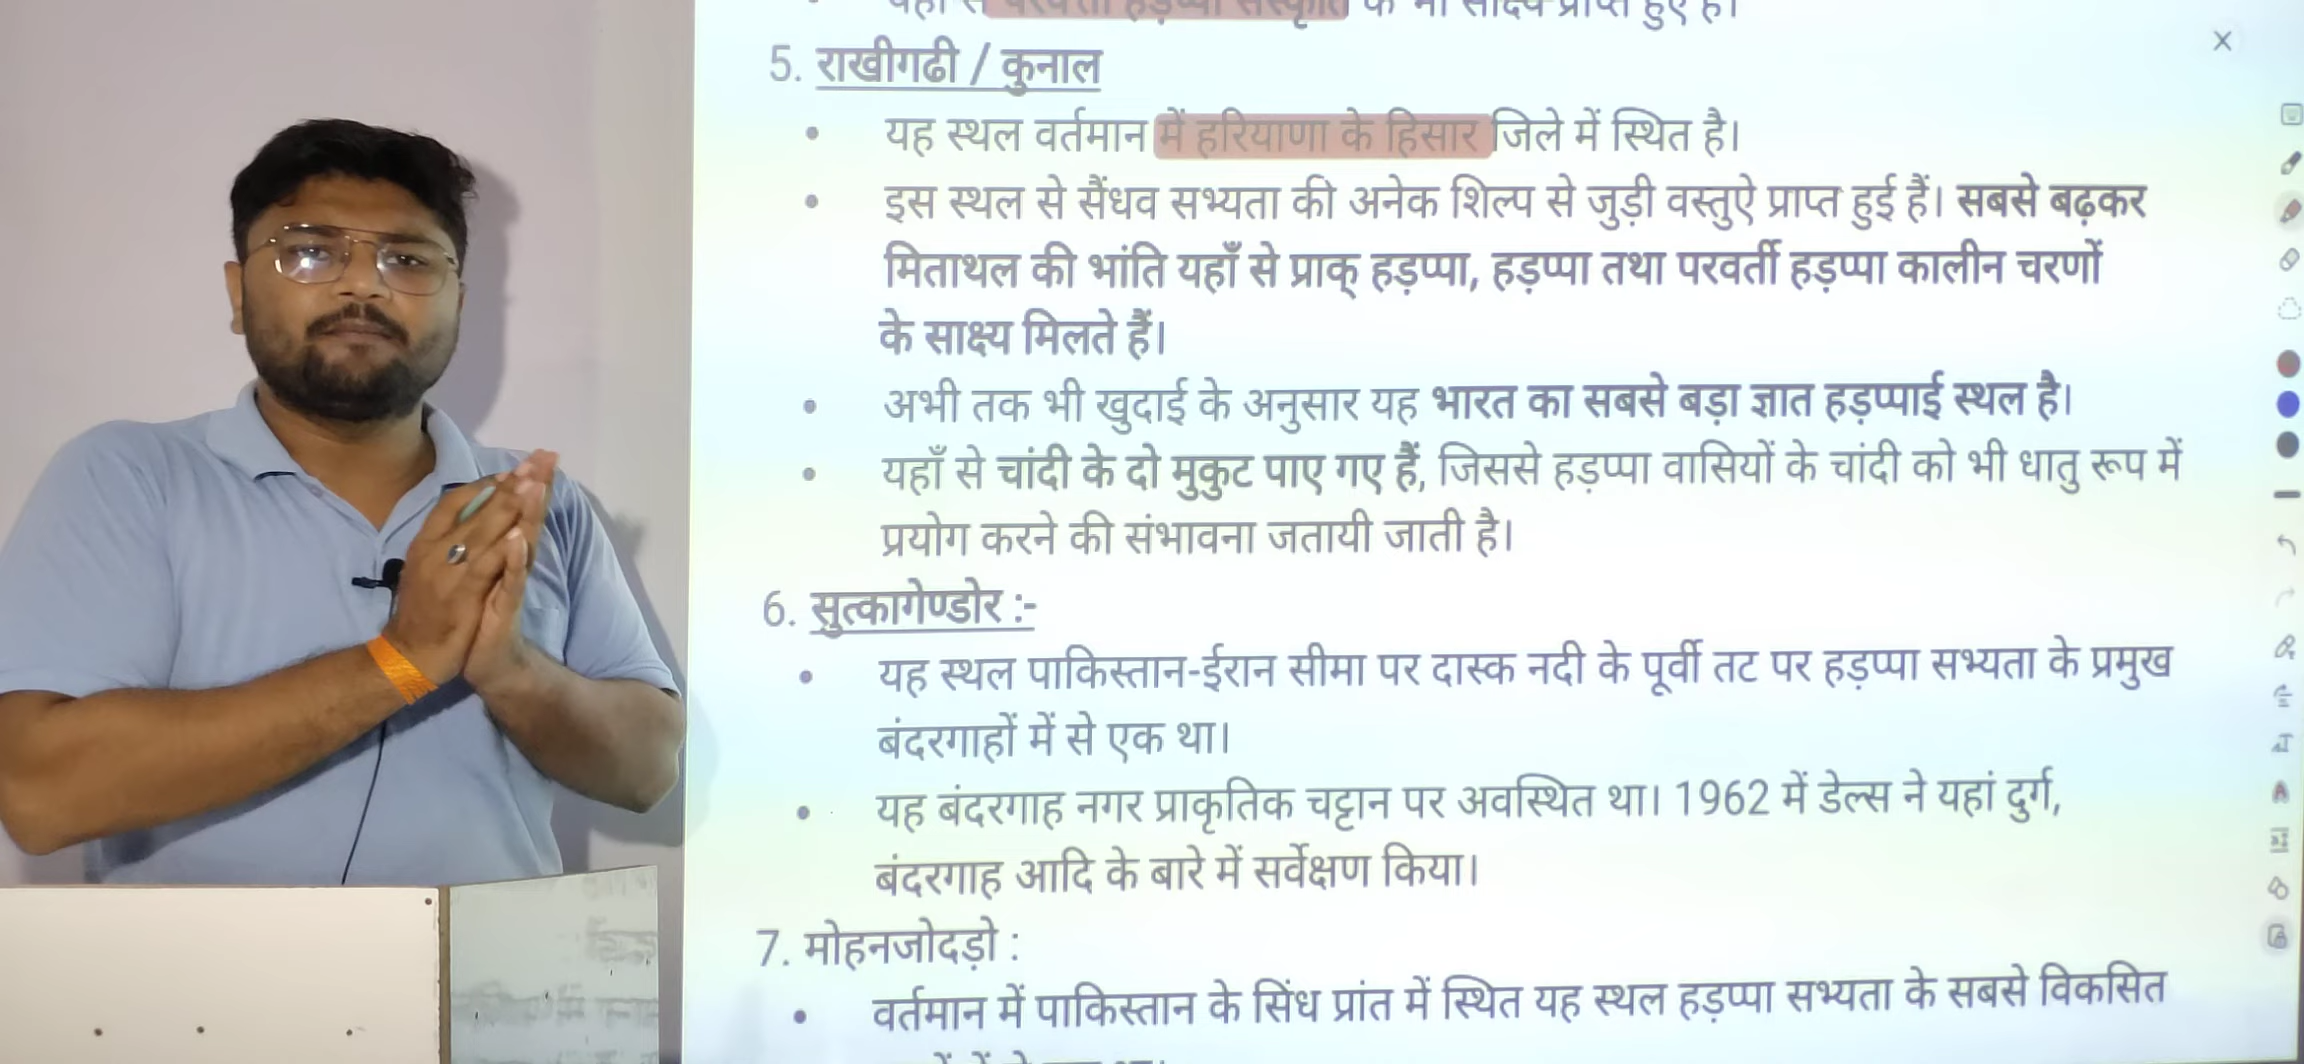 परवर्ती हड़प्पा संस्कृति के भी साक्ष्य प्राप्त हुए हैं।
5. राखीगढी / कुनाल
• यह स्थल वर्तमान में हरियाणा के हिसार जिले में स्थित है।
• इस स्थल से सैंधव सभ्यता की अनेक शिल्प से जुड़ी वस्तुऐ प्राप्त हुई हैं। सबसे बढ़कर
मिताथल की भांति यहाँ से प्राक् हड़प्पा, हड़प्पा तथा परवर्ती हड़प्पा कालीन चरणों
के साक्ष्य मिलते हैं।
• अभी तक भी खुदाई के अनुसार यह भारत का सबसे बड़ा ज्ञात हड़प्पाई स्थल है।
• यहाँ से चांदी के दो मुकुट पाए गए हैं, जिससे हड़प्पा वासियों के चांदी को भी धातु रूप में
प्रयोग करने की संभावना जतायी जाती है।
6. सुत्कागेण्डोर :-
• यह स्थल पाकिस्तान-ईरान सीमा पर दास्क नदी के पूर्वी तट पर हड़प्पा सभ्यता के प्रमुख
बंदरगाहों में से एक था।
• यह बंदरगाह नगर प्राकृतिक चट्टान पर अवस्थित था। 1962 में डेल्स ने यहां दुर्ग,
बंदरगाह आदि के बारे में सर्वेक्षण किया।
7. मोहनजोदड़ो :
• वर्तमान में पाकिस्तान के सिंध प्रांत में स्थित यह स्थल हड़प्पा सभ्यता के सबसे विकसित